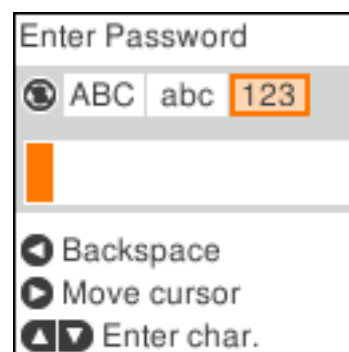 Enter Password
ABC abc 123
Backspace
Move cursor
Enter char.